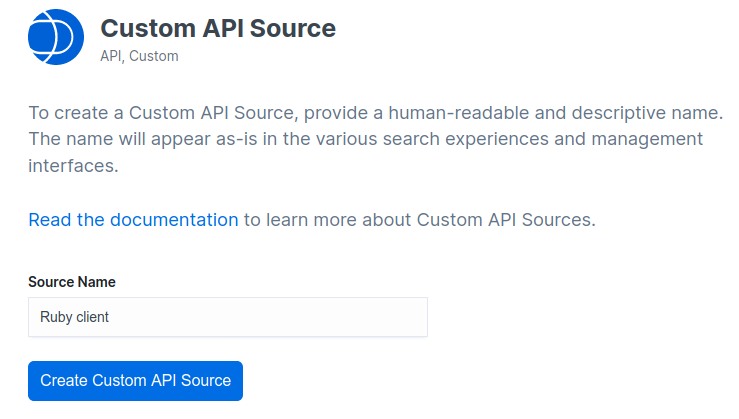 Custom API Source
API, Custom
To create a Custom API Source, provide a human-readable and descriptive name.
The name will appear as-is in the various search experiences and management
interfaces.
Read the documentation to learn more about Custom API Sources.
Source Name
Ruby client
Create Custom API Source